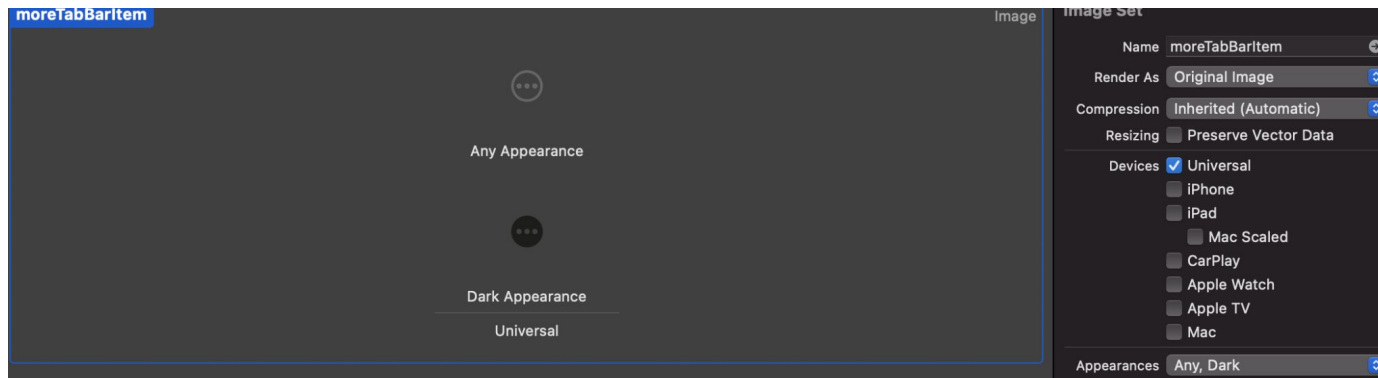 moreTabBarItem
Image
Any Appearance
Dark Appearance
Universal
Image Set
Name moreTabBarItem
Render As Original Image
Compression Inherited (Automatic)
Resizing Preserve Vector Data
Devices Universal
iPhone
iPad
Mac Scaled
CarPlay
Apple Watch
Apple TV
Mac
Appearances Any, Dark